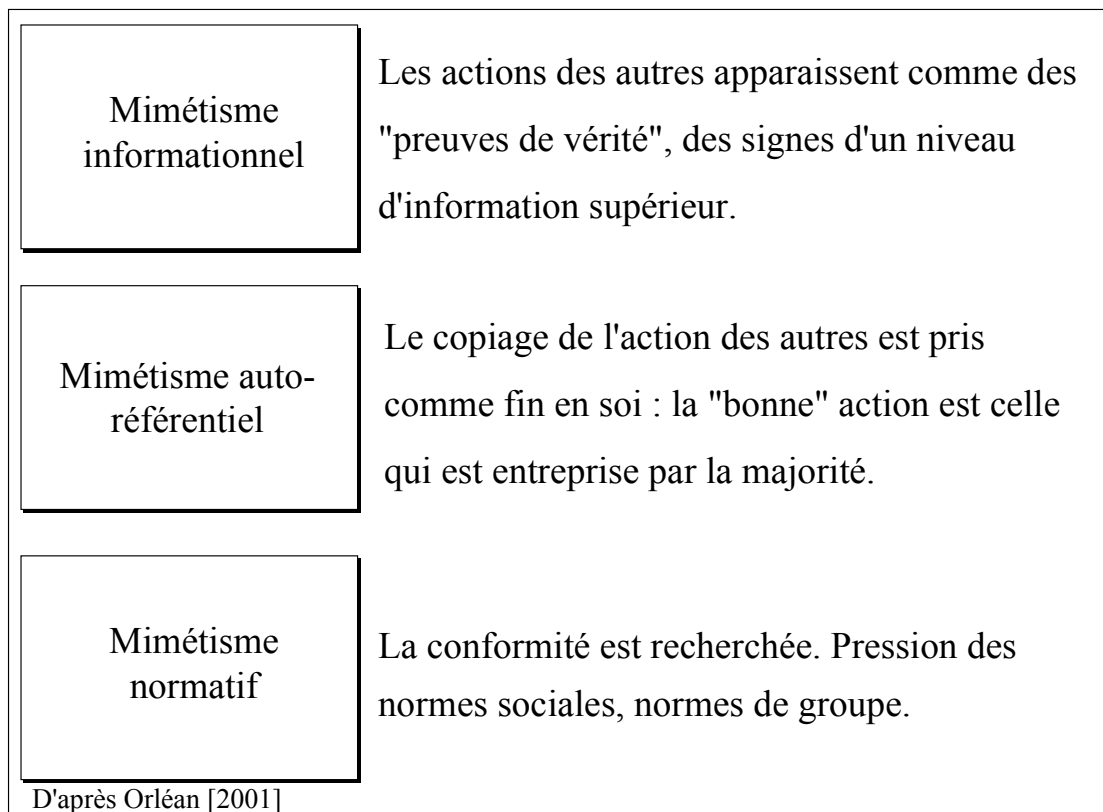 Mimétisme
informationnel
Les actions des autres apparaissent comme des
"preuves de vérité", des signes d'un niveau
d'information supérieur.
Mimétisme auto-
référentiel
Le copiage de l'action des autres est pris
comme fin en soi : la "bonne" action est celle
qui est entreprise par la majorité.
Mimétisme
normatif
La conformité est recherchée. Pression des
normes sociales, normes de groupe.
D'après Orléan [2001]